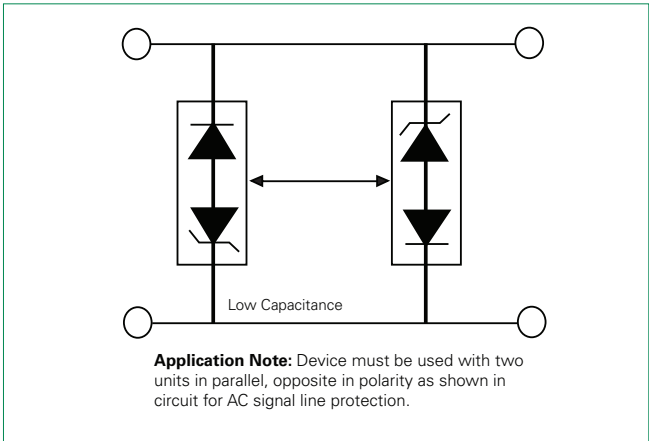 Low Capacitance
Application Note: Device must be used with two
units in parallel, opposite in polarity as shown in
circuit for AC signal line protection.